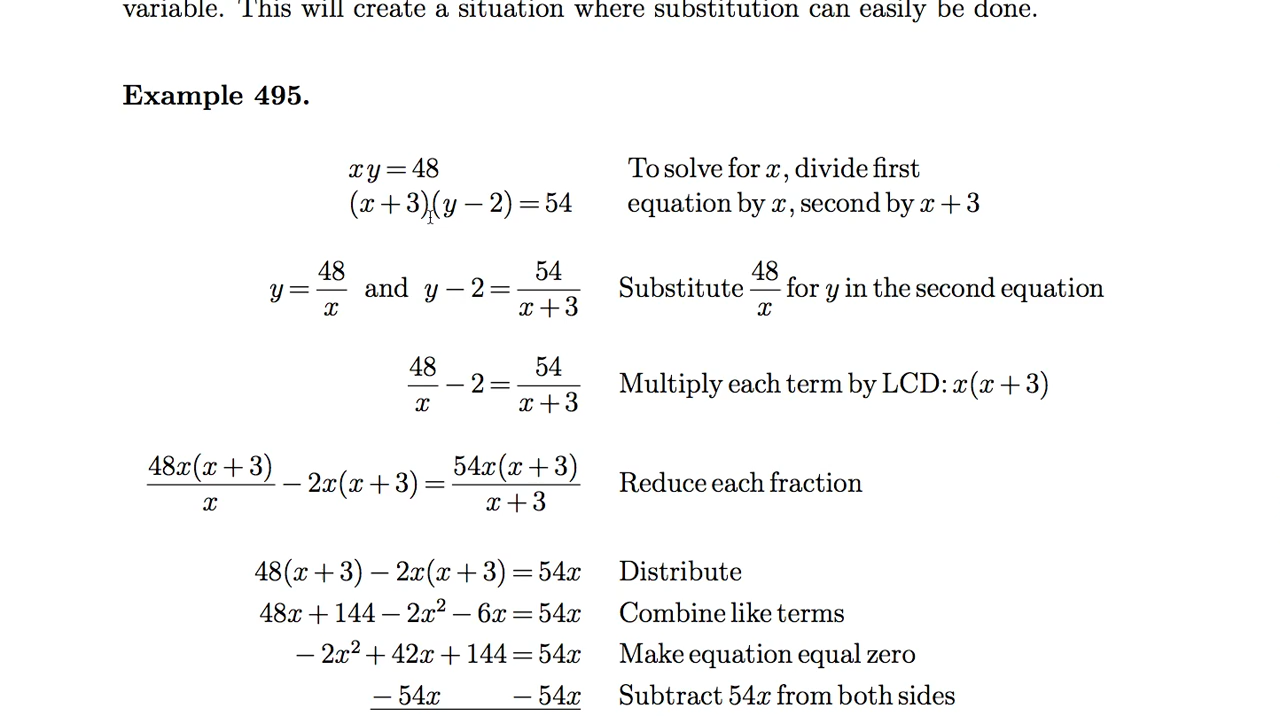 variable. This will create a situation where substitution can easily be done.
Example 495.
xy = 48 To solve for x, divide first
(x + 3)(y − 2) = 54 equation by x, second by x + 3
y = 48/x and y − 2 = 54/(x + 3) Substitute 48/x for y in the second equation
48/x − 2 = 54/(x + 3) Multiply each term by LCD: x(x + 3)
48x(x + 3)/x − 2x(x + 3) = 54x(x + 3)/(x + 3) Reduce each fraction
48(x + 3) − 2x(x + 3) = 54x Distribute
48x + 144 − 2x² − 6x = 54x Combine like terms
− 2x² + 42x + 144 = 54x Make equation equal zero
− 54x − 54x Subtract 54x from both sides